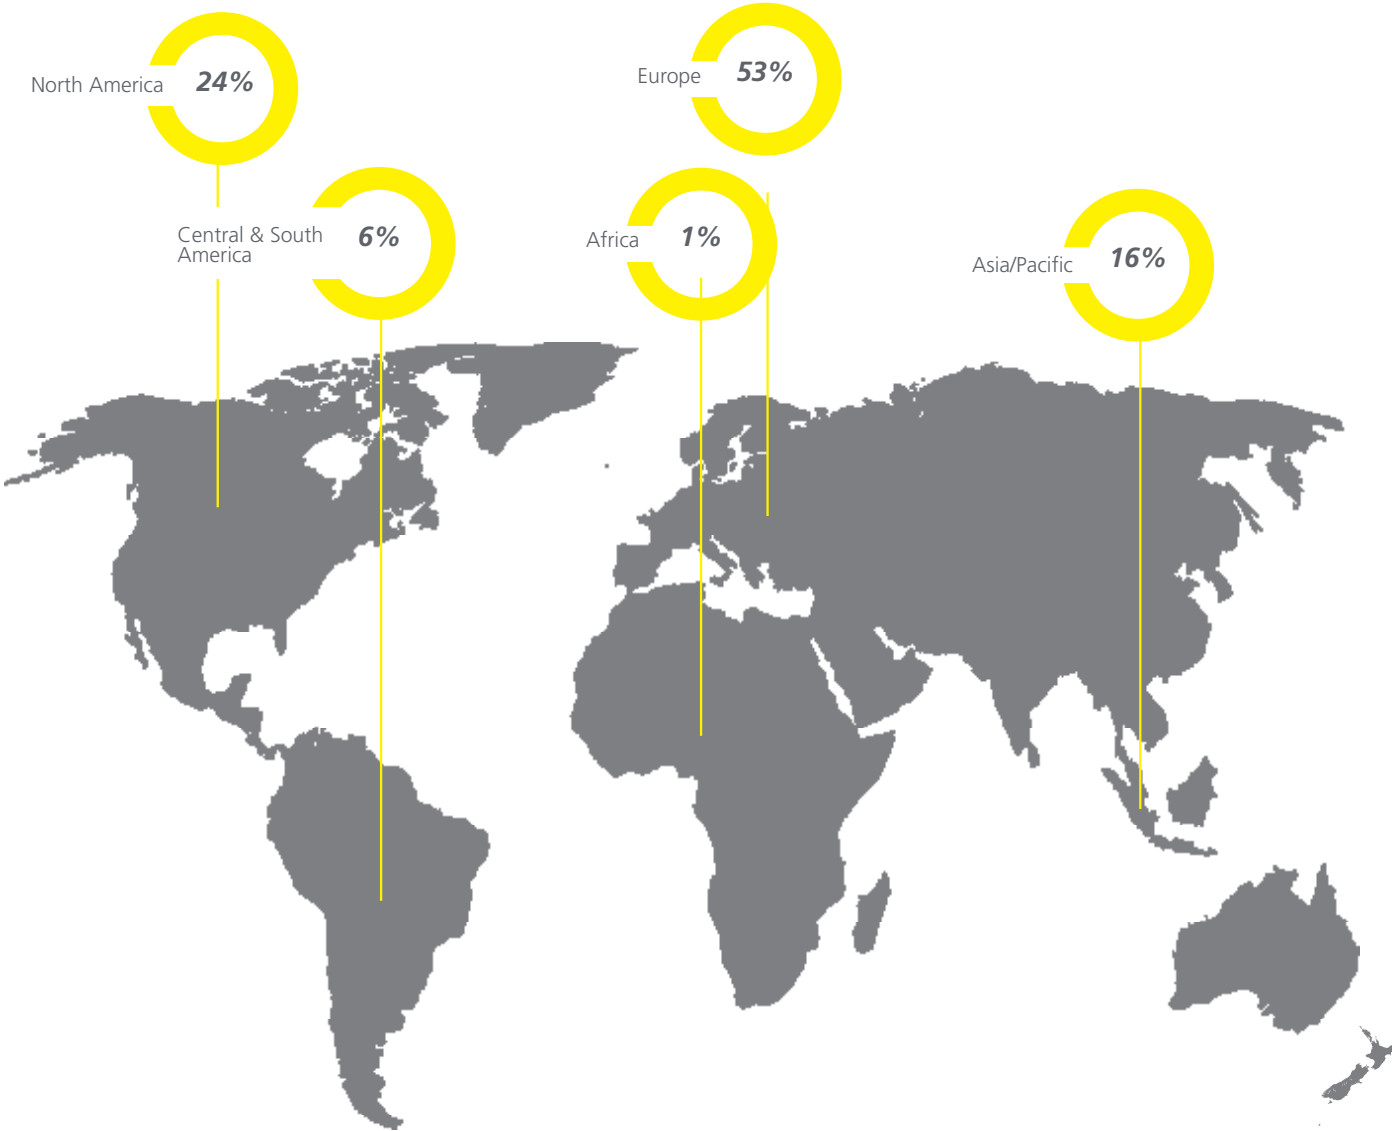 North America
24%
Europe
53%
Central & South
America
6%
Africa
1%
Asia/Pacific
16%